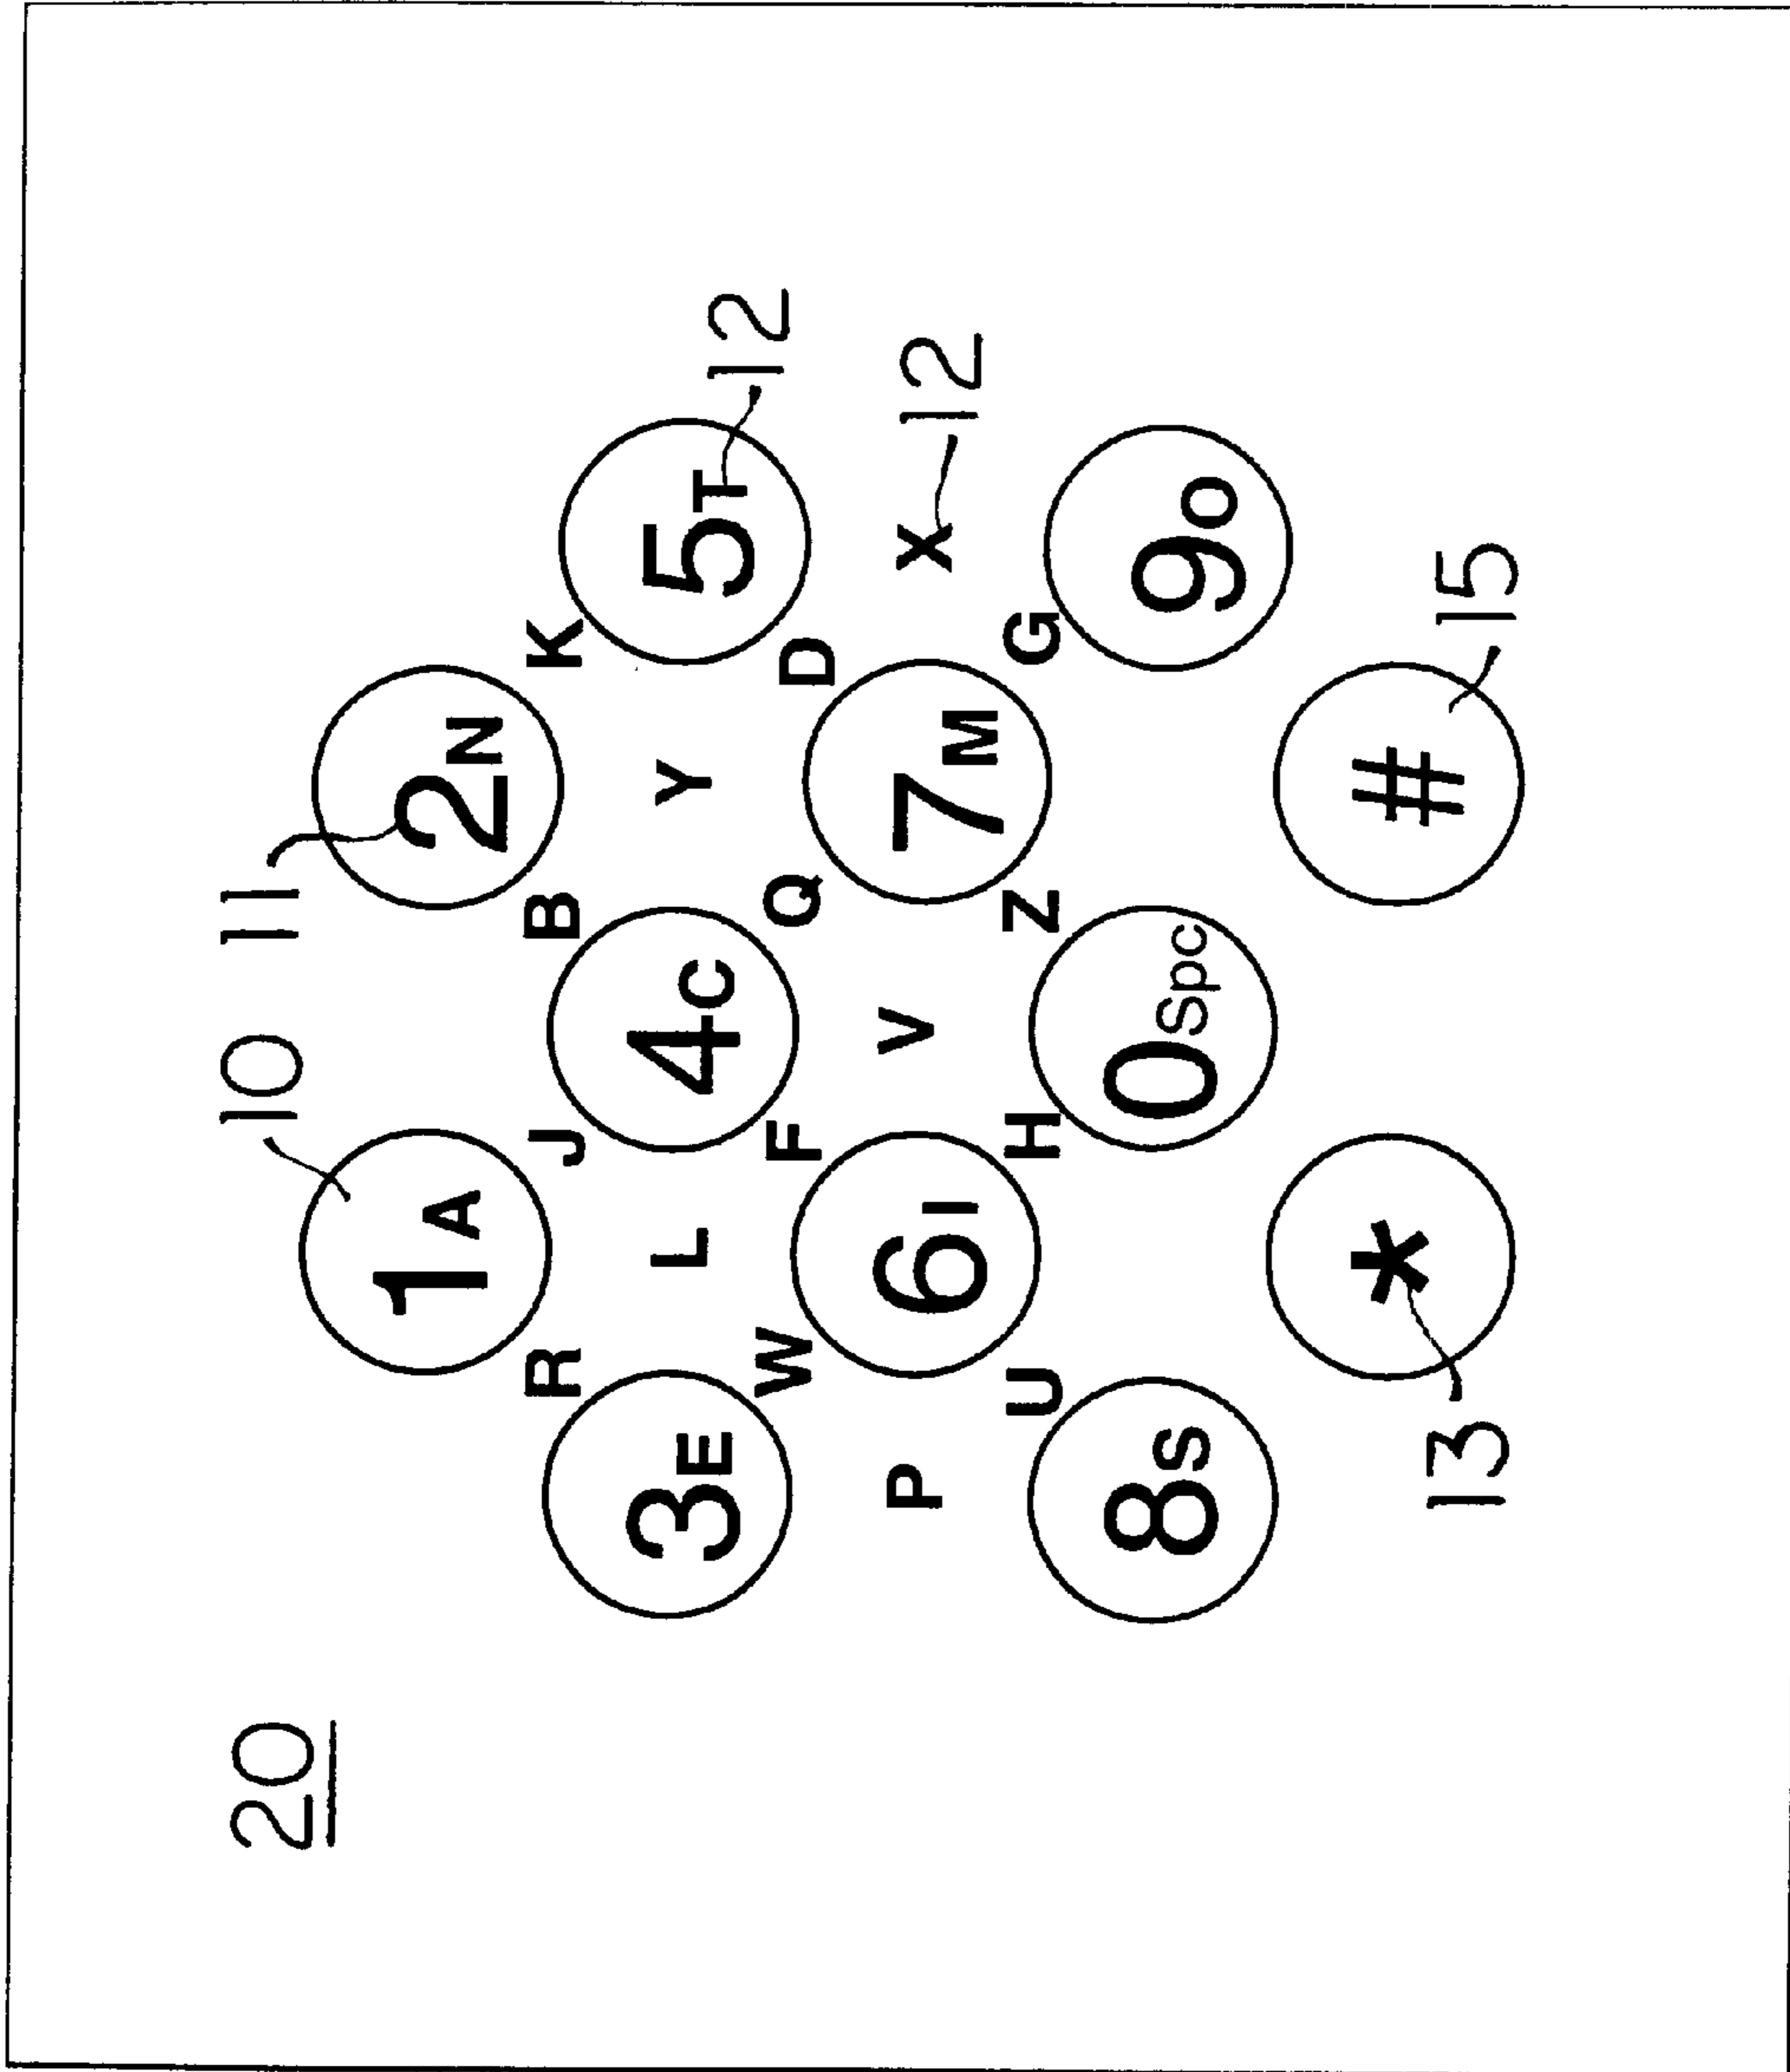 20 10 11
1A 2N
R J B K
3E L 4C Y 5T 12
W F Q D
P 6I V 7M X 12
U H Z G
8S 0Spc 9O
* #
13 15